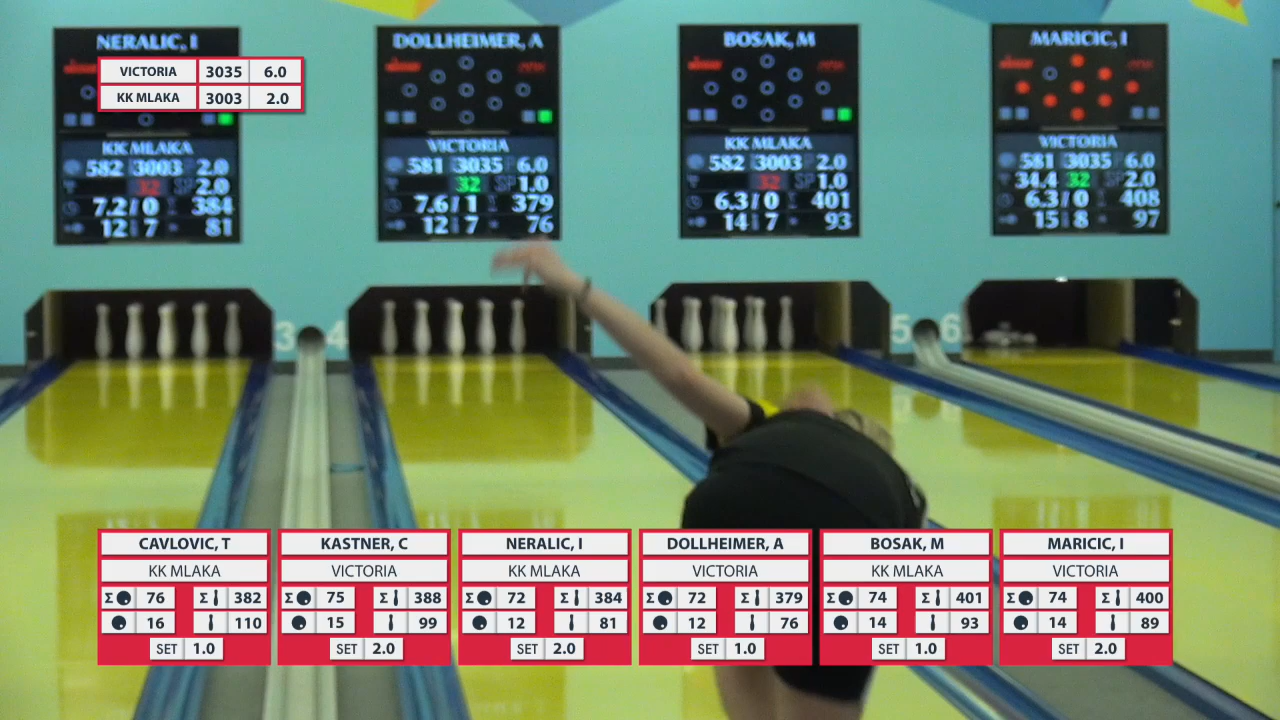 NERALIC, I
DOLLHEIMER, A
BOSAK, M
MARICIC, I
VICTORIA 3035 6.0
KK MLAKA 3003 2.0
KK MLAKA
582 3003 2.0
32 SP 2.0
7.2/0 Σ 384
12 7 81
VICTORIA
581 3035 6.0
32 SP 1.0
7.6/1 Σ 379
12 7 76
KK MLAKA
582 3003 2.0
32 SP 1.0
6.3/0 Σ 401
14 7 93
VICTORIA
581 3035 6.0
34.4 32 SP 2.0
6.3/0 Σ 408
15 8 97
3 4
5 6
CAVLOVIC, T
KK MLAKA
Σ 76 Σ 382
16 110
SET 1.0
KASTNER, C
VICTORIA
Σ 75 Σ 388
15 99
SET 2.0
NERALIC, I
KK MLAKA
Σ 72 Σ 384
12 81
SET 2.0
DOLLHEIMER, A
VICTORIA
Σ 72 Σ 379
12 76
SET 1.0
BOSAK, M
KK MLAKA
Σ 74 Σ 401
14 93
SET 1.0
MARICIC, I
VICTORIA
Σ 74 Σ 400
14 89
SET 2.0